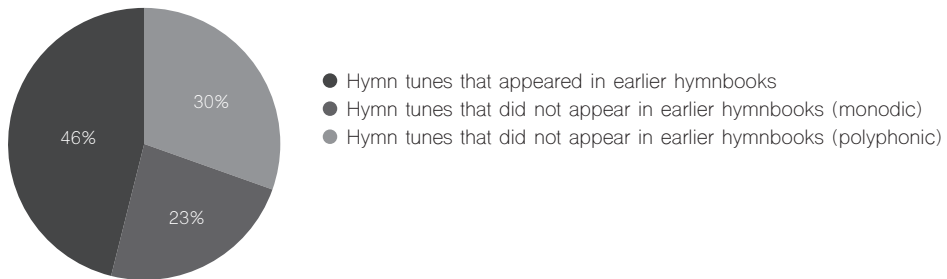 30%
46%
23%
Hymn tunes that appeared in earlier hymnbooks
Hymn tunes that did not appear in earlier hymnbooks (monodic)
Hymn tunes that did not appear in earlier hymnbooks (polyphonic)